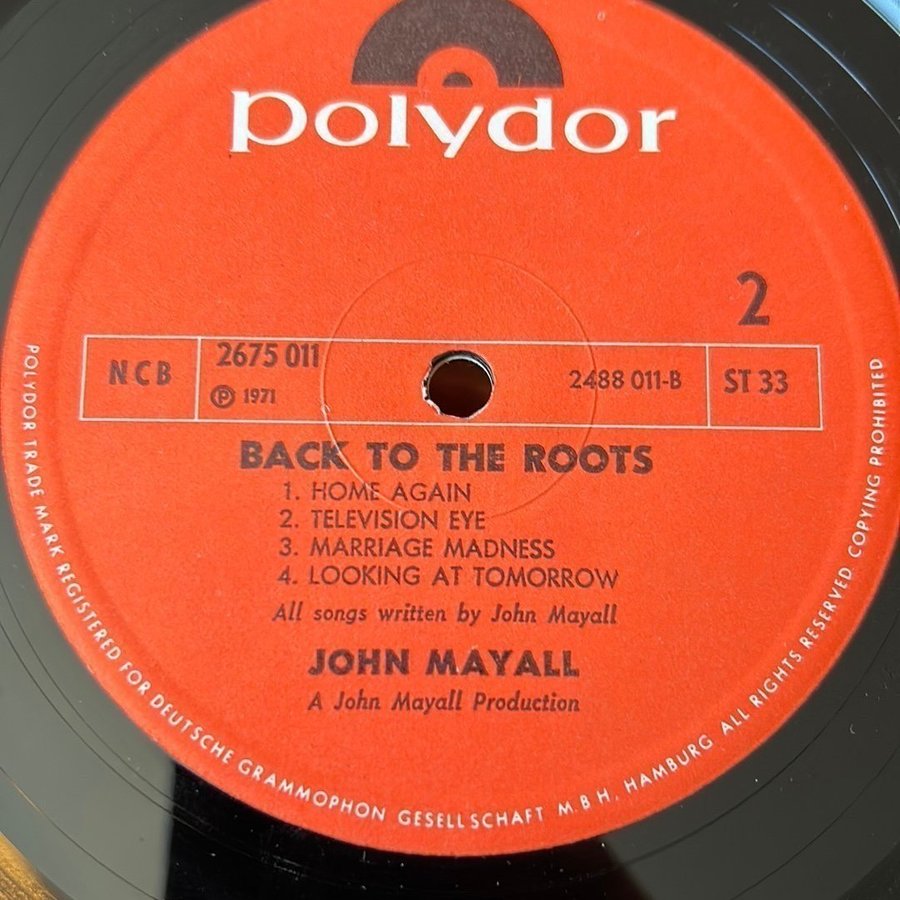 polydor
2
NCB
2675 011
℗ 1971
2488 011-B
ST 33
BACK TO THE ROOTS
1. HOME AGAIN
2. TELEVISION EYE
3. MARRIAGE MADNESS
4. LOOKING AT TOMORROW
All songs written by John Mayall
JOHN MAYALL
A John Mayall Production
POLYDOR TRADE MARK REGISTERED FOR DEUTSCHE GRAMMOPHON GESELLSCHAFT M.B.H. HAMBURG ALL RIGHTS RESERVED COPYING PROHIBITED